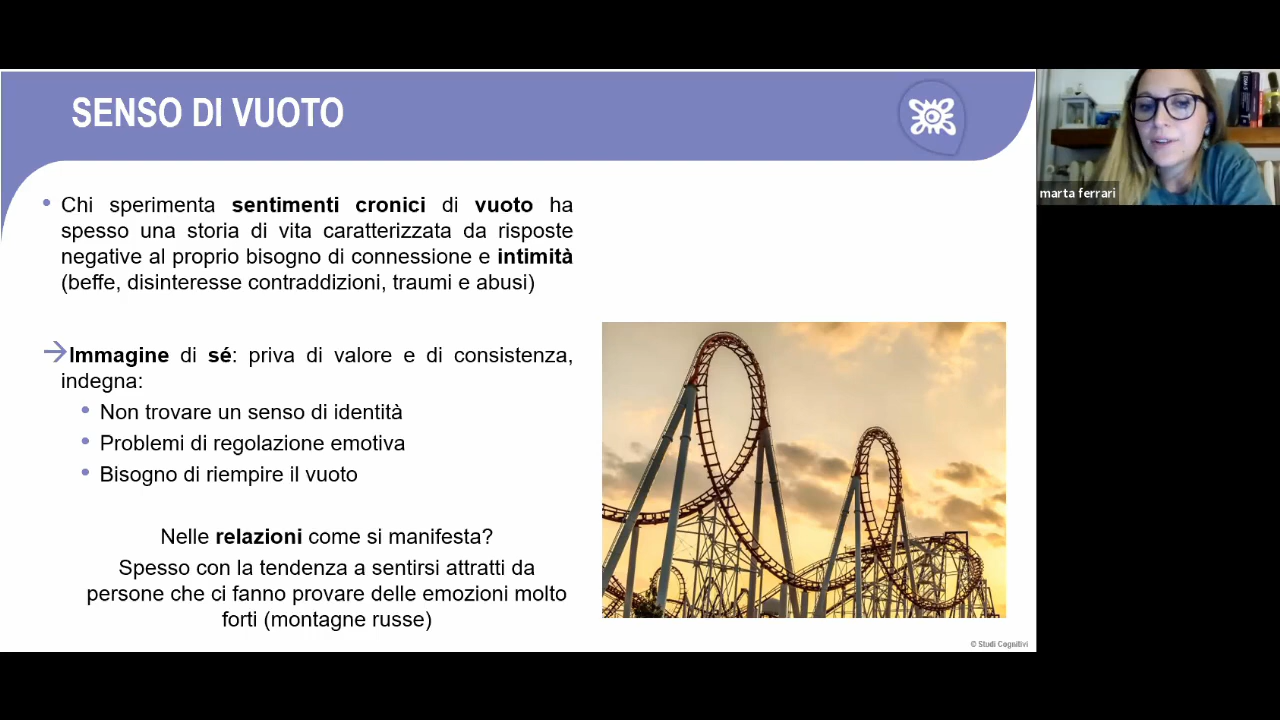 SENSO DI VUOTO
marta ferrari
• Chi sperimenta sentimenti cronici di vuoto ha
spesso una storia di vita caratterizzata da risposte
negative al proprio bisogno di connessione e intimità
(beffe, disinteresse contraddizioni, traumi e abusi)
→Immagine di sé: priva di valore e di consistenza,
indegna:
• Non trovare un senso di identità
• Problemi di regolazione emotiva
• Bisogno di riempire il vuoto
Nelle relazioni come si manifesta?
Spesso con la tendenza a sentirsi attratti da
persone che ci fanno provare delle emozioni molto
forti (montagne russe)
© Studi Cognitivi